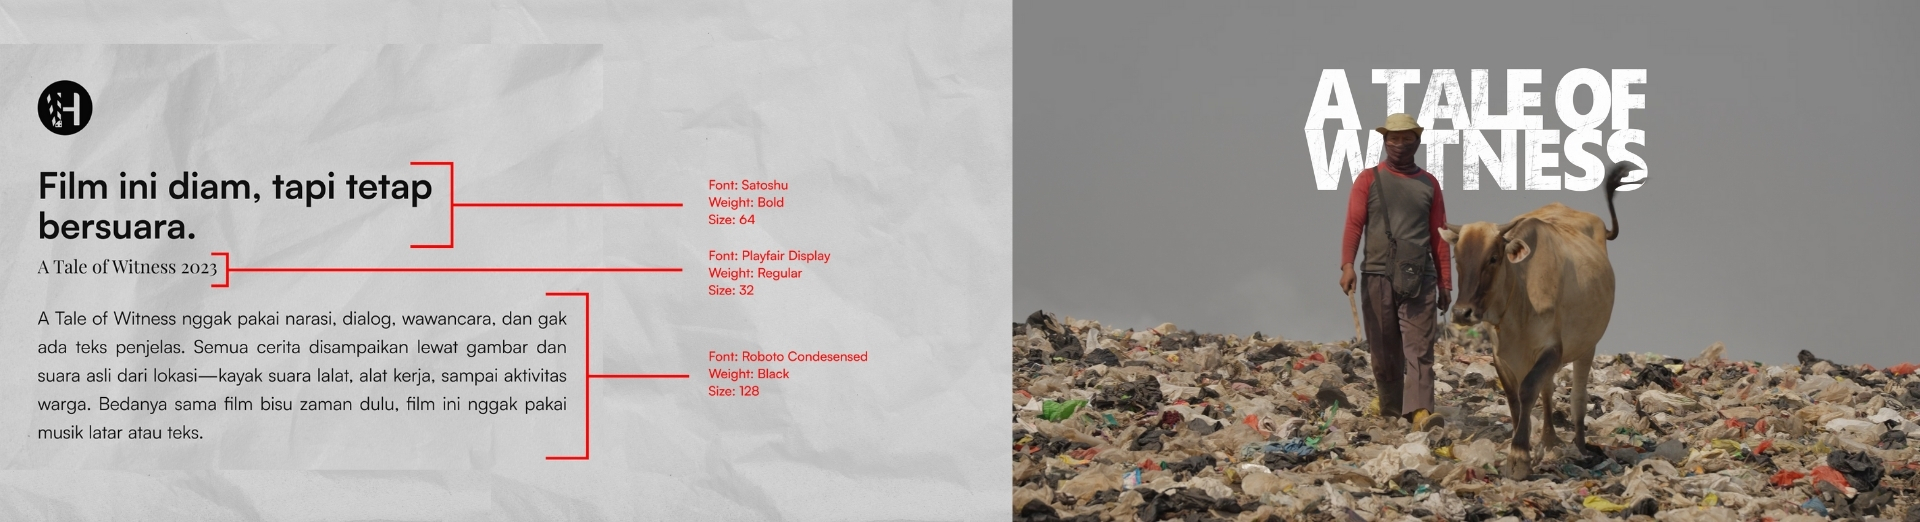 H
Film ini diam, tapi tetap
bersuara.
A Tale of Witness 2023
A Tale of Witness nggak pakai narasi, dialog, wawancara, dan gak
ada teks penjelas. Semua cerita disampaikan lewat gambar dan
suara asli dari lokasi—kayak suara lalat, alat kerja, sampai aktivitas
warga. Bedanya sama film bisu zaman dulu, film ini nggak pakai
musik latar atau teks.
Font: Satoshu
Weight: Bold
Size: 64
Font: Playfair Display
Weight: Regular
Size: 32
Font: Roboto Condesensed
Weight: Black
Size: 128
A TALE OF
WITNESS